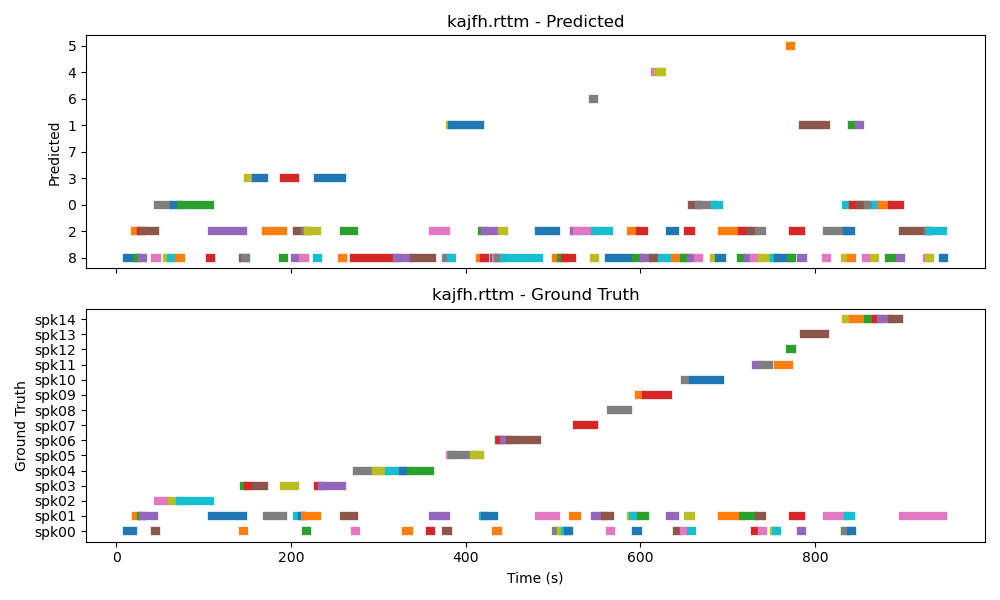 kajfh.rttm - Predicted
5
4
6
1
7
3
0
2
8
Predicted
kajfh.rttm - Ground Truth
spk14
spk13
spk12
spk11
spk10
spk09
spk08
spk07
spk06
spk05
spk04
spk03
spk02
spk01
spk00
Ground Truth
0 200 400 600 800
Time (s)